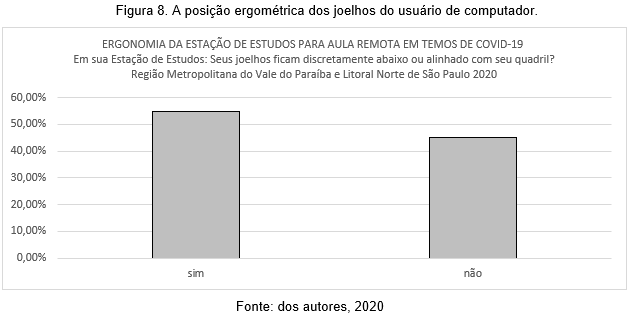 Figura 8. A posição ergométrica dos joelhos do usuário de computador.
ERGONOMIA DA ESTAÇÃO DE ESTUDOS PARA AULA REMOTA EM TEMOS DE COVID-19
Em sua Estação de Estudos: Seus joelhos ficam discretamente abaixo ou alinhado com seu quadril?
Região Metropolitana do Vale do Paraíba e Litoral Norte de São Paulo 2020
60,00%
50,00%
40,00%
30,00%
20,00%
10,00%
0,00%
sim não
Fonte: dos autores, 2020